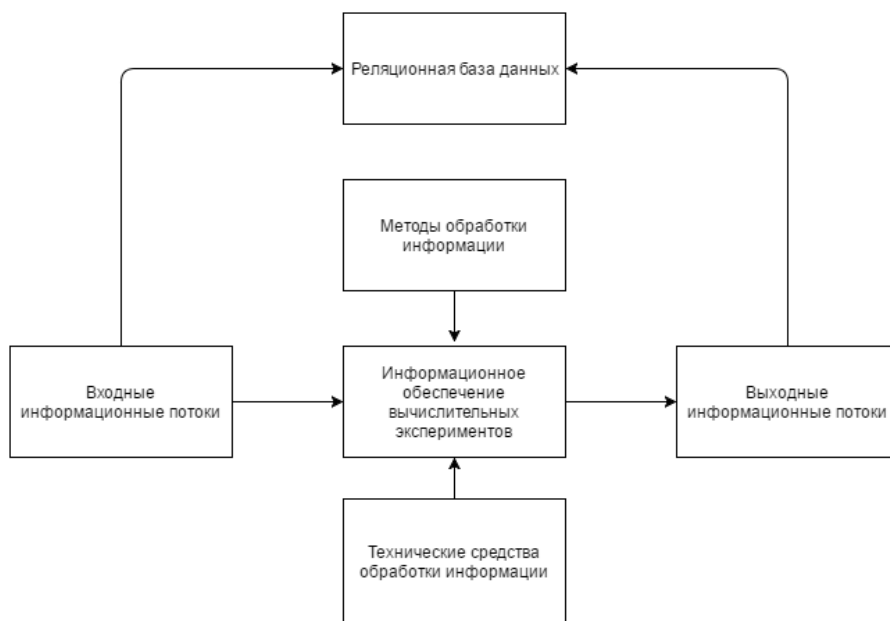 Реляционная база данных
Методы обработки
информации
Входные
информационные потоки
Информационное
обеспечение
вычислительных
экспериментов
Выходные
информационные потоки
Технические средства
обработки информации